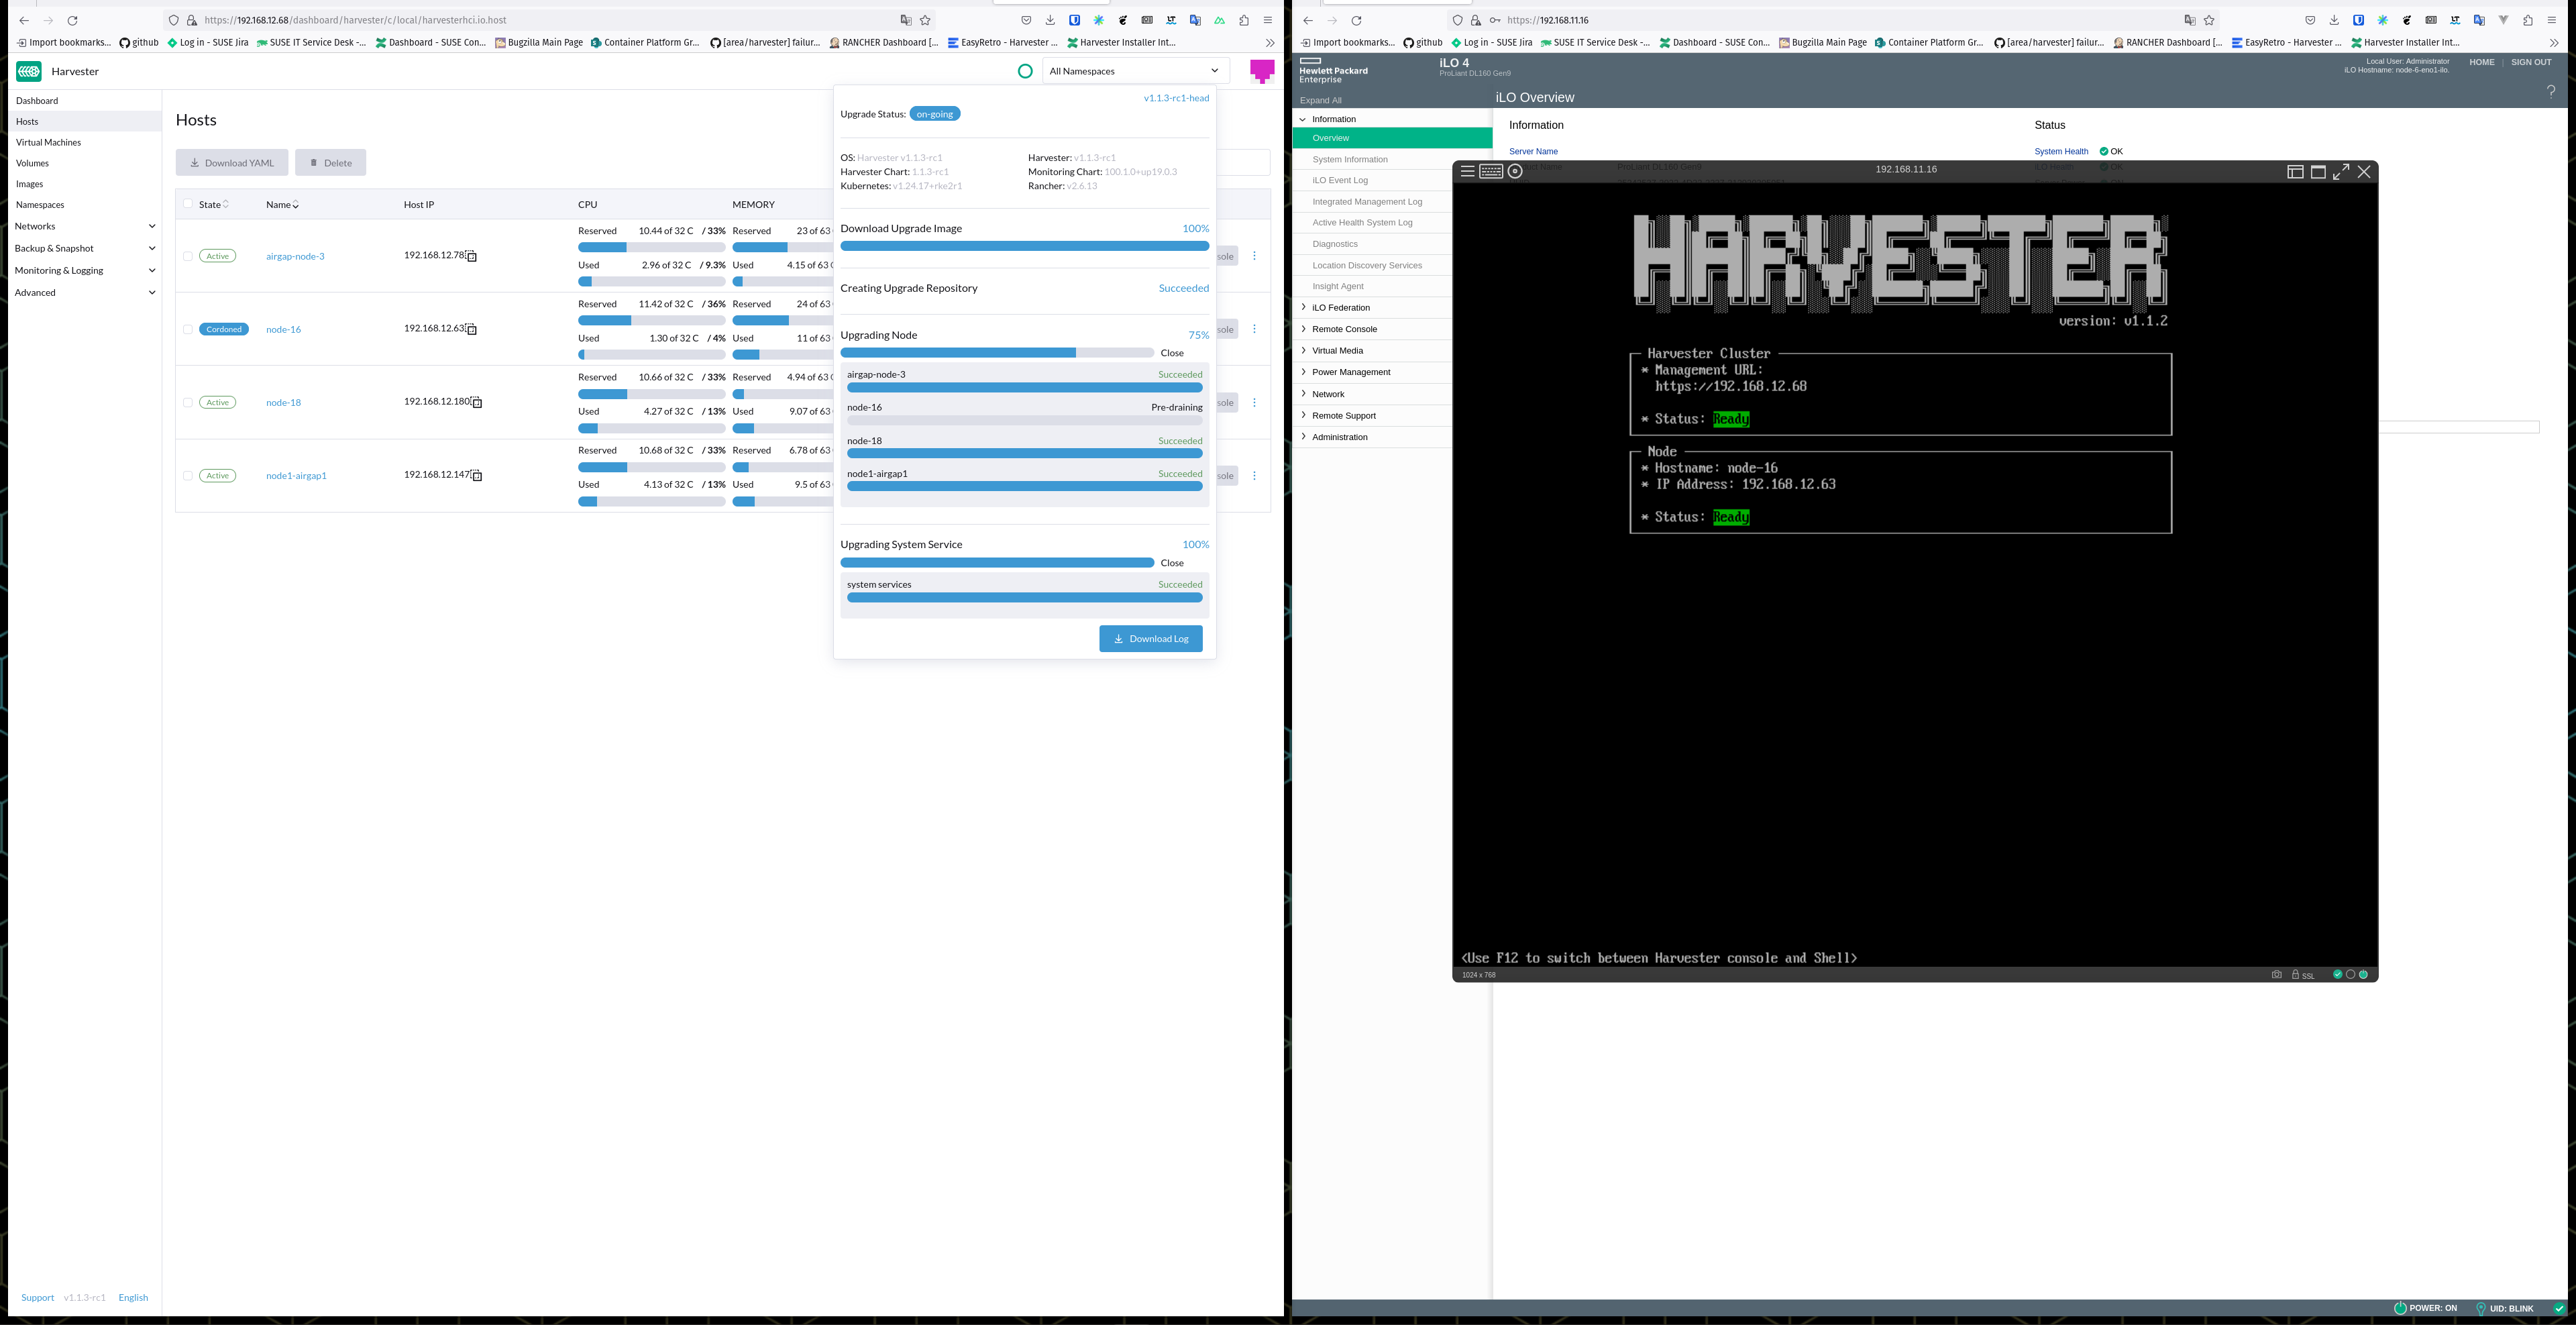 https://192.168.12.68/dashboard/harvester/c/local/harvesterhci.io.host
Import bookmarks... github Log in - SUSE Jira SUSE IT Service Desk -... Dashboard - SUSE Con... Bugzilla Main Page Container Platform Gr... [area/harvester] failur... RANCHER Dashboard [... EasyRetro - Harvester ... Harvester Installer Int...
Harvester
All Namespaces
Dashboard
Hosts
Virtual Machines
Volumes
Images
Namespaces
Networks
Backup & Snapshot
Monitoring & Logging
Advanced
Hosts
Download YAML Delete
State Name Host IP CPU MEMORY
Active airgap-node-3 192.168.12.78
Reserved 10.44 of 32 C / 33% Reserved 23 of 63
Used 2.96 of 32 C / 9.3% Used 4.15 of 63
Cordoned node-16 192.168.12.63
Reserved 11.42 of 32 C / 36% Reserved 24 of 63
Used 1.30 of 32 C / 4% Used 11 of 63
Active node-18 192.168.12.180
Reserved 10.66 of 32 C / 33% Reserved 4.94 of 63
Used 4.27 of 32 C / 13% Used 9.07 of 63
Active node1-airgap1 192.168.12.147
Reserved 10.68 of 32 C / 33% Reserved 6.78 of 63
Used 4.13 of 32 C / 13% Used 9.5 of 63
sole
sole
sole
sole
v1.1.3-rc1-head
Upgrade Status: on-going
OS: Harvester v1.1.3-rc1 Harvester: v1.1.3-rc1
Harvester Chart: 1.1.3-rc1 Monitoring Chart: 100.1.0+up19.0.3
Kubernetes: v1.24.17+rke2r1 Rancher: v2.6.13
Download Upgrade Image 100%
Creating Upgrade Repository Succeeded
Upgrading Node 75%
Close
airgap-node-3 Succeeded
node-16 Pre-draining
node-18 Succeeded
node1-airgap1 Succeeded
Upgrading System Service 100%
Close
system services Succeeded
Download Log
Support v1.1.3-rc1 English
https://192.168.11.16
Import bookmarks... github Log in - SUSE Jira SUSE IT Service Desk -... Dashboard - SUSE Con... Bugzilla Main Page Container Platform Gr... [area/harvester] failur... RANCHER Dashboard [... EasyRetro - Harvester ... Harvester Installer Int...
Hewlett Packard
Enterprise
iLO 4
ProLiant DL160 Gen9
Local User: Administrator
iLO Hostname: node-6-eno1-ilo.
HOME SIGN OUT
Expand All
iLO Overview
?
Information
Overview
System Information
iLO Event Log
Integrated Management Log
Active Health System Log
Diagnostics
Location Discovery Services
Insight Agent
iLO Federation
Remote Console
Virtual Media
Power Management
Network
Remote Support
Administration
Information Status
Server Name System Health OK
192.168.11.16
HARVESTER
version: v1.1.2
Harvester Cluster
* Management URL:
https://192.168.12.68
* Status: Ready
Node
* Hostname: node-16
* IP Address: 192.168.12.63
* Status: Ready
<Use F12 to switch between Harvester console and Shell>
1024 x 768 SSL
POWER: ON UID: BLINK